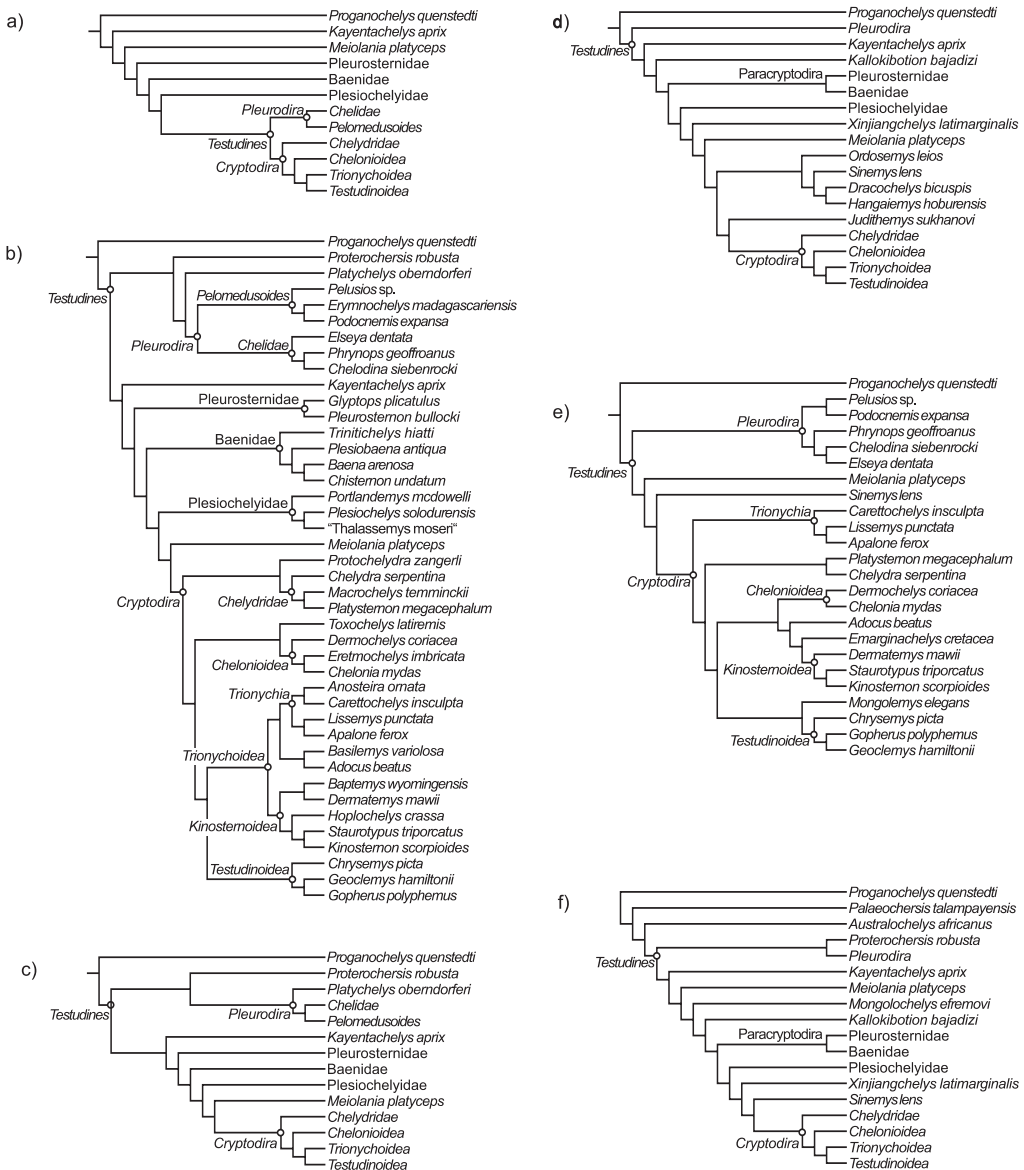 a)
Proganochelys quenstedti
Kayentachelys aprix
Meiolania platyceps
Pleurosternidae
Baenidae
Plesiochelyidae
Pleurodira
Chelidae
Pelomedusoides
Testudines
Chelydridae
Cryptodira
Chelonioidea
Trionychoidea
Testudinoidea
b)
Proganochelys quenstedti
Proterochersis robusta
Platychelys oberndorferi
Testudines
Pelomedusoides
Pelusios sp.
Erymnochelys madagascariensis
Podocnemis expansa
Pleurodira
Chelidae
Elseya dentata
Phrynops geoffroanus
Chelodina siebenrocki
Kayentachelys aprix
Pleurosternidae
Glyptops plicatulus
Pleurosternon bullocki
Baenidae
Trinitichelys hiatti
Plesiobaena antiqua
Baena arenosa
Chisternon undatum
Plesiochelyidae
Portlandemys mcdowelli
Plesiochelys solodurensis
“Thalassemys moseri“
Meiolania platyceps
Protochelydra zangerli
Cryptodira
Chelydridae
Chelydra serpentina
Macrochelys temminckii
Platysternon megacephalum
Toxochelys latiremis
Chelonioidea
Dermochelys coriacea
Eretmochelys imbricata
Chelonia mydas
Trionychia
Anosteira ornata
Carettochelys insculpta
Lissemys punctata
Apalone ferox
Trionychoidea
Basilemys variolosa
Adocus beatus
Baptemys wyomingensis
Dermatemys mawii
Kinosternoidea
Hoplochelys crassa
Staurotypus triporcatus
Kinosternon scorpioides
Testudinoidea
Chrysemys picta
Geoclemys hamiltonii
Gopherus polyphemus
c)
Proganochelys quenstedti
Proterochersis robusta
Platychelys oberndorferi
Testudines
Pleurodira
Chelidae
Pelomedusoides
Kayentachelys aprix
Pleurosternidae
Baenidae
Plesiochelyidae
Meiolania platyceps
Chelydridae
Cryptodira
Chelonioidea
Trionychoidea
Testudinoidea
d)
Proganochelys quenstedti
Pleurodira
Testudines
Kayentachelys aprix
Kallokibotion bajadizi
Paracryptodira
Pleurosternidae
Baenidae
Plesiochelyidae
Xinjiangchelys latimarginalis
Meiolania platyceps
Ordosemys leios
Sinemys lens
Dracochelys bicuspis
Hangaiemys hoburensis
Judithemys sukhanovi
Chelydridae
Cryptodira
Chelonioidea
Trionychoidea
Testudinoidea
e)
Proganochelys quenstedti
Pelusios sp.
Podocnemis expansa
Pleurodira
Phrynops geoffroanus
Chelodina siebenrocki
Elseya dentata
Testudines
Meiolania platyceps
Sinemys lens
Trionychia
Carettochelys insculpta
Lissemys punctata
Apalone ferox
Cryptodira
Platysternon megacephalum
Chelydra serpentina
Chelonioidea
Dermochelys coriacea
Chelonia mydas
Adocus beatus
Emarginachelys cretacea
Kinosternoidea
Dermatemys mawii
Staurotypus triporcatus
Kinosternon scorpioides
Mongolemys elegans
Testudinoidea
Chrysemys picta
Gopherus polyphemus
Geoclemys hamiltonii
f)
Proganochelys quenstedti
Palaeochersis talampayensis
Australochelys africanus
Testudines
Proterochersis robusta
Pleurodira
Kayentachelys aprix
Meiolania platyceps
Mongolochelys efremovi
Kallokibotion bajadizi
Paracryptodira
Pleurosternidae
Baenidae
Plesiochelyidae
Xinjiangchelys latimarginalis
Sinemys lens
Chelydridae
Cryptodira
Chelonioidea
Trionychoidea
Testudinoidea